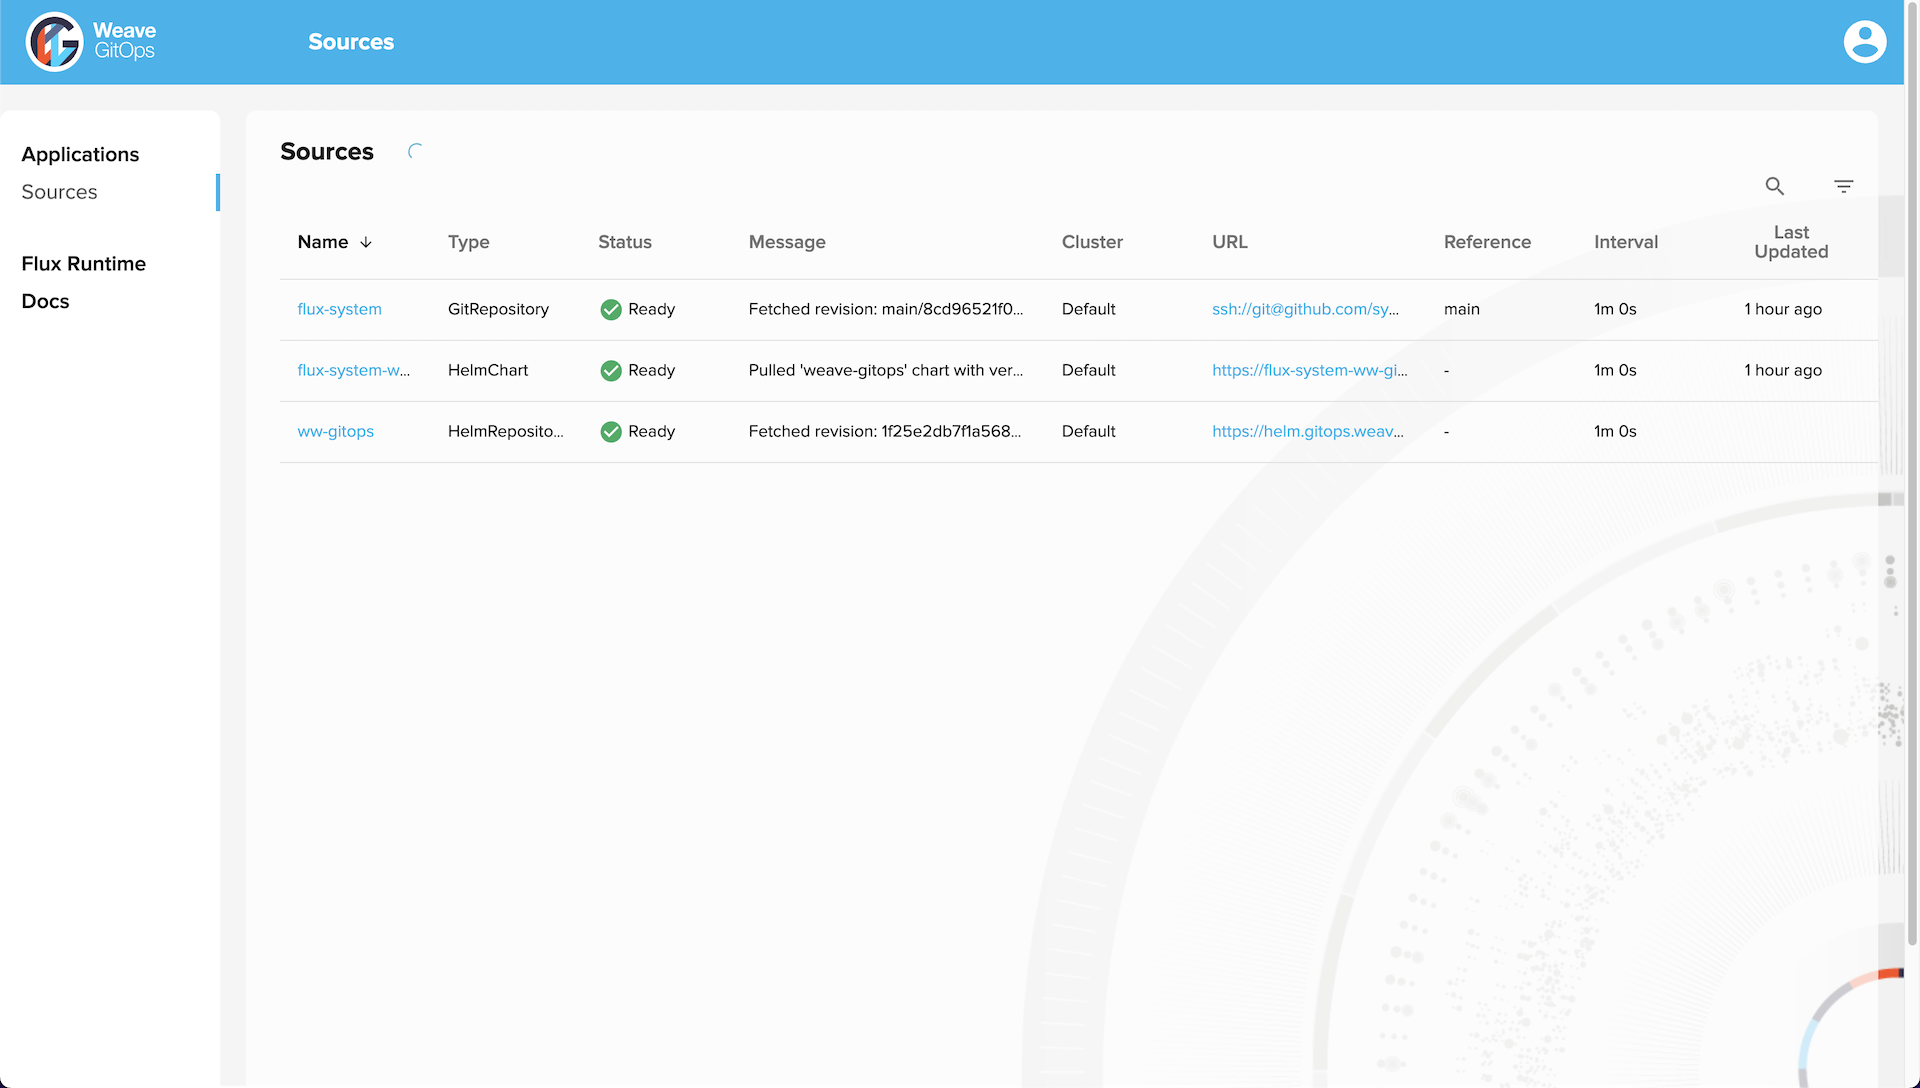 Weave
GitOps
Sources
Applications
Sources
Flux Runtime
Docs
Sources
Name Type Status Message Cluster URL Reference Interval Last Updated
flux-system GitRepository Ready Fetched revision: main/8cd96521f0... Default ssh://git@github.com/sy... main 1m 0s 1 hour ago
flux-system-w... HelmChart Ready Pulled 'weave-gitops' chart with ver... Default https://flux-system-ww-gi... - 1m 0s 1 hour ago
ww-gitops HelmReposito... Ready Fetched revision: 1f25e2db7f1a568... Default https://helm.gitops.weav... - 1m 0s